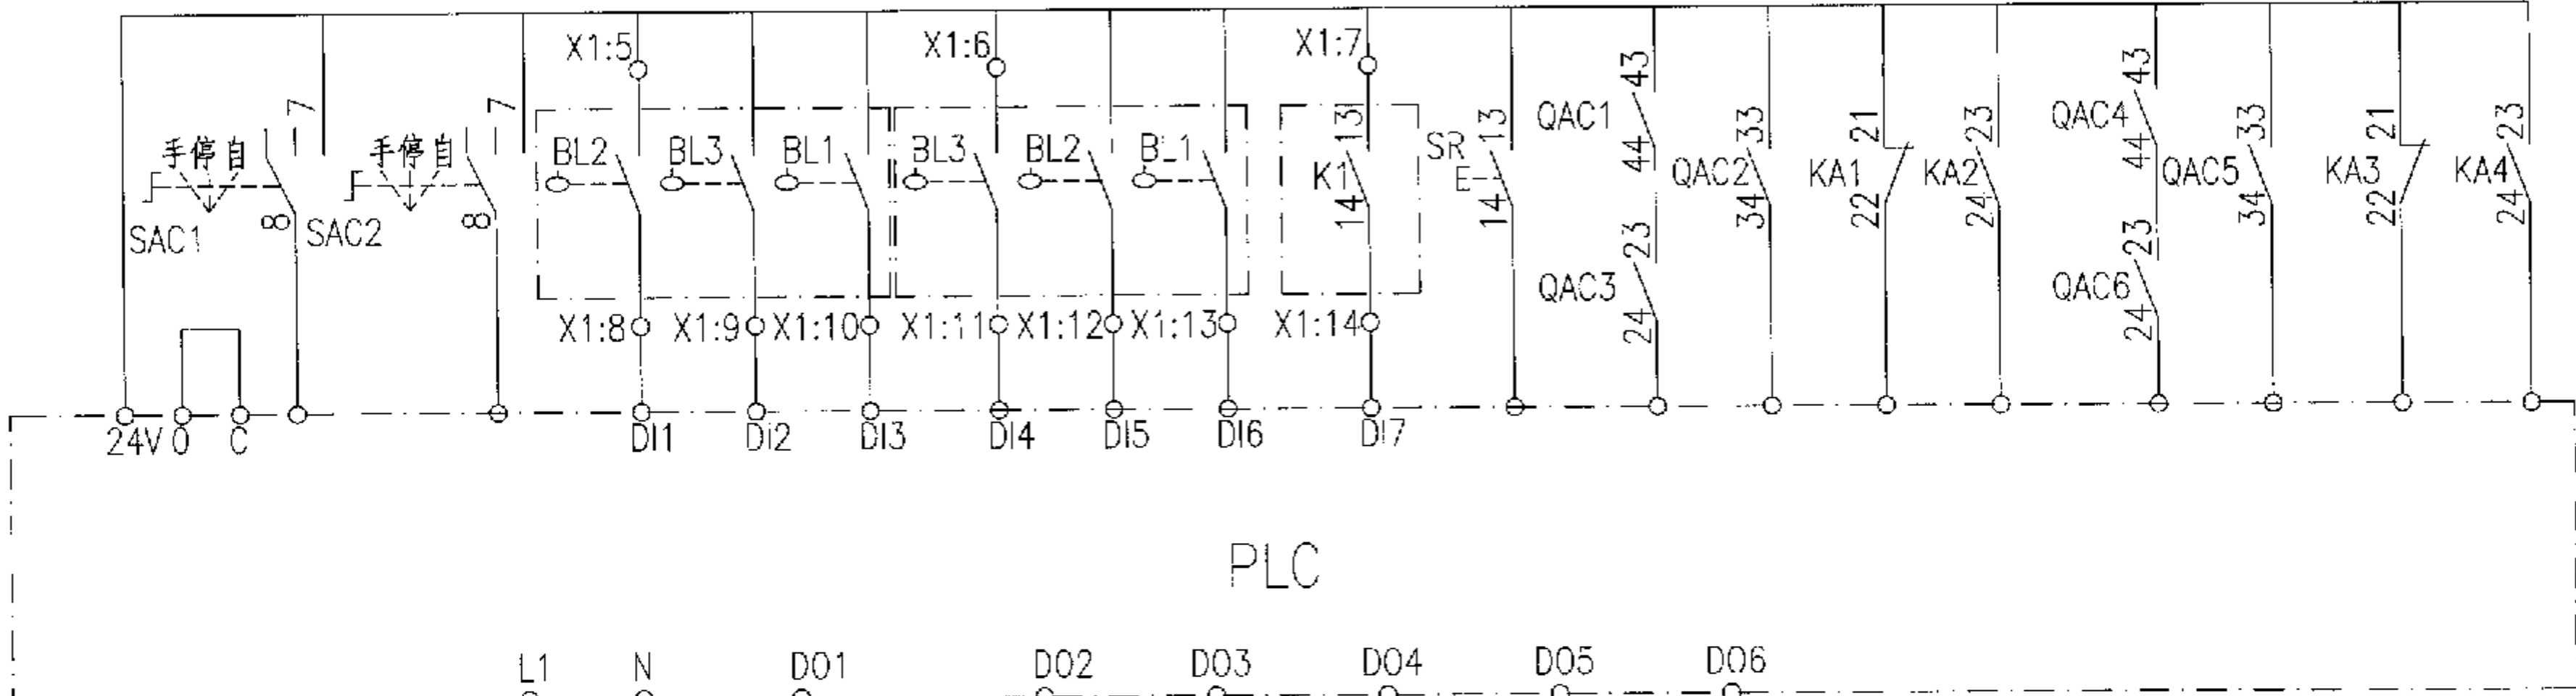 X1:5 X1:6 X1:7
43 43
7 7
13 13 33 21 23 33 21 23
QAC1 QAC4
手停自 手停自 BL2 BL3 BL1 BL3 BL2 BL1 SR
44 44
K1 E QAC2 KA1 KA2 QAC5 KA3 KA4
8 8 14 14 34 22 24 34 22 24
SAC1 SAC2
23 23
QAC3 QAC6
24 24
X1:8 X1:9 X1:10 X1:11 X1:12 X1:13 X1:14
24V 0 C DI1 DI2 DI3 DI4 DI5 DI6 DI7
PLC
L1 N DO1 DO2 DO3 DO4 DO5 DO6